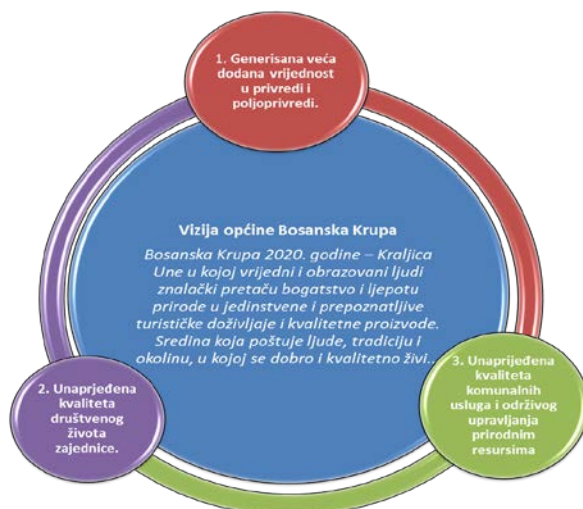 1. Generisana veća
dodana vrijednost
u privredi i
poljoprivredi.
Vizija općine Bosanska Krupa
Bosanska Krupa 2020. godine – Kraljica
Une u kojoj vrijedni i obrazovani ljudi
znalački pretaču bogatstvo i ljepotu
prirode u jedinstvene i prepoznatljive
turističke doživljaje i kvalitetne proizvode.
Sredina koja poštuje ljude, tradiciju i
okolinu, u kojoj se dobro i kvalitetno živi..
2. Unaprjeđena
kvaliteta
društvenog
života
zajednice.
3. Unaprijeđena
kvaliteta
komunalnih
usluga i održivog
upravljanja
prirodnim
resursima